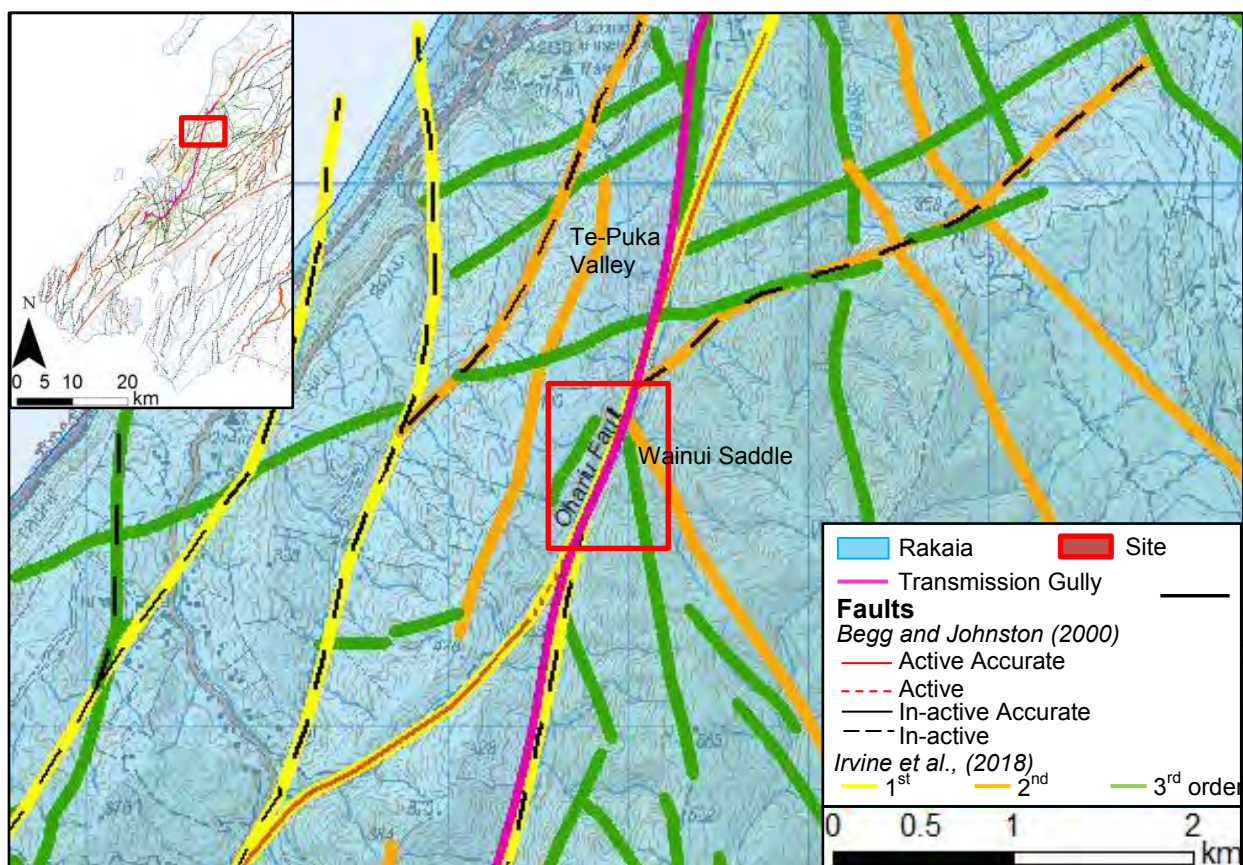 N
0 5 10 20
km
Te-Puka
Valley
858
Wainui Saddle
Ohariu Fault
Rakaia
Site
Transmission Gully
Faults
Begg and Johnston (2000)
Active Accurate
Active
In-active Accurate
In-active
Irvine et al., (2018)
1st 2nd 3rd order
0 0.5 1 2
km